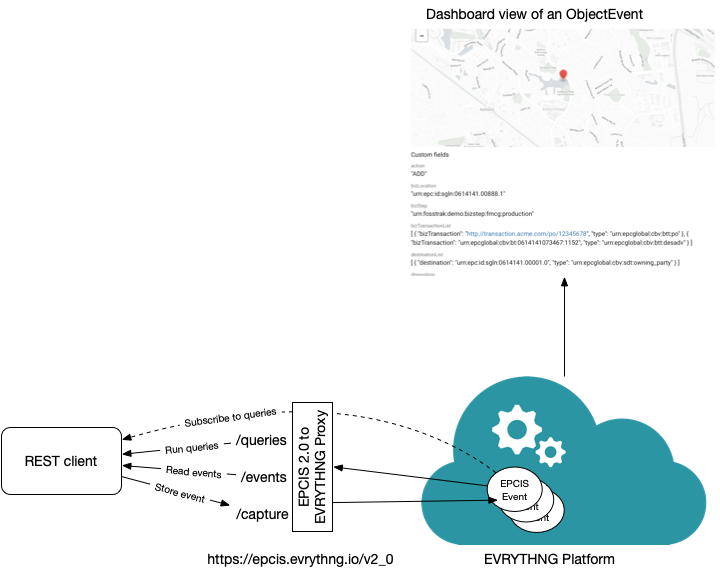 Dashboard view of an ObjectEvent
Custom fields
action
"ADD"
bizLocation
"urn:epc:id:sgln:0614141.00888.1"
bizStep
"urn:fosstrak:demo:bizstep:fmcg:production"
bizTransactionList
[ { "bizTransaction": "http://transaction.acme.com/po/12345678", "type": "urn:epcglobal:cbv:btt:po" }, {
"bizTransaction": "urn:epcglobal:cbv:bt:0614141073467:1152", "type": "urn:epcglobal:cbv:btt:desadv" } ]
destinationList
[ { "destination": "urn:epc:id:sgln:0614141.00001.0", "type": "urn:epcglobal:cbv:sdt:owning_party" } ]
REST client
Subscribe to queries
Run queries
Read events
Store event
/queries
/events
/capture
EPCIS 2.0 to
EVRYTHNG Proxy
EPCIS
Event
https://epcis.evrythng.io/v2_0
EVRYTHNG Platform